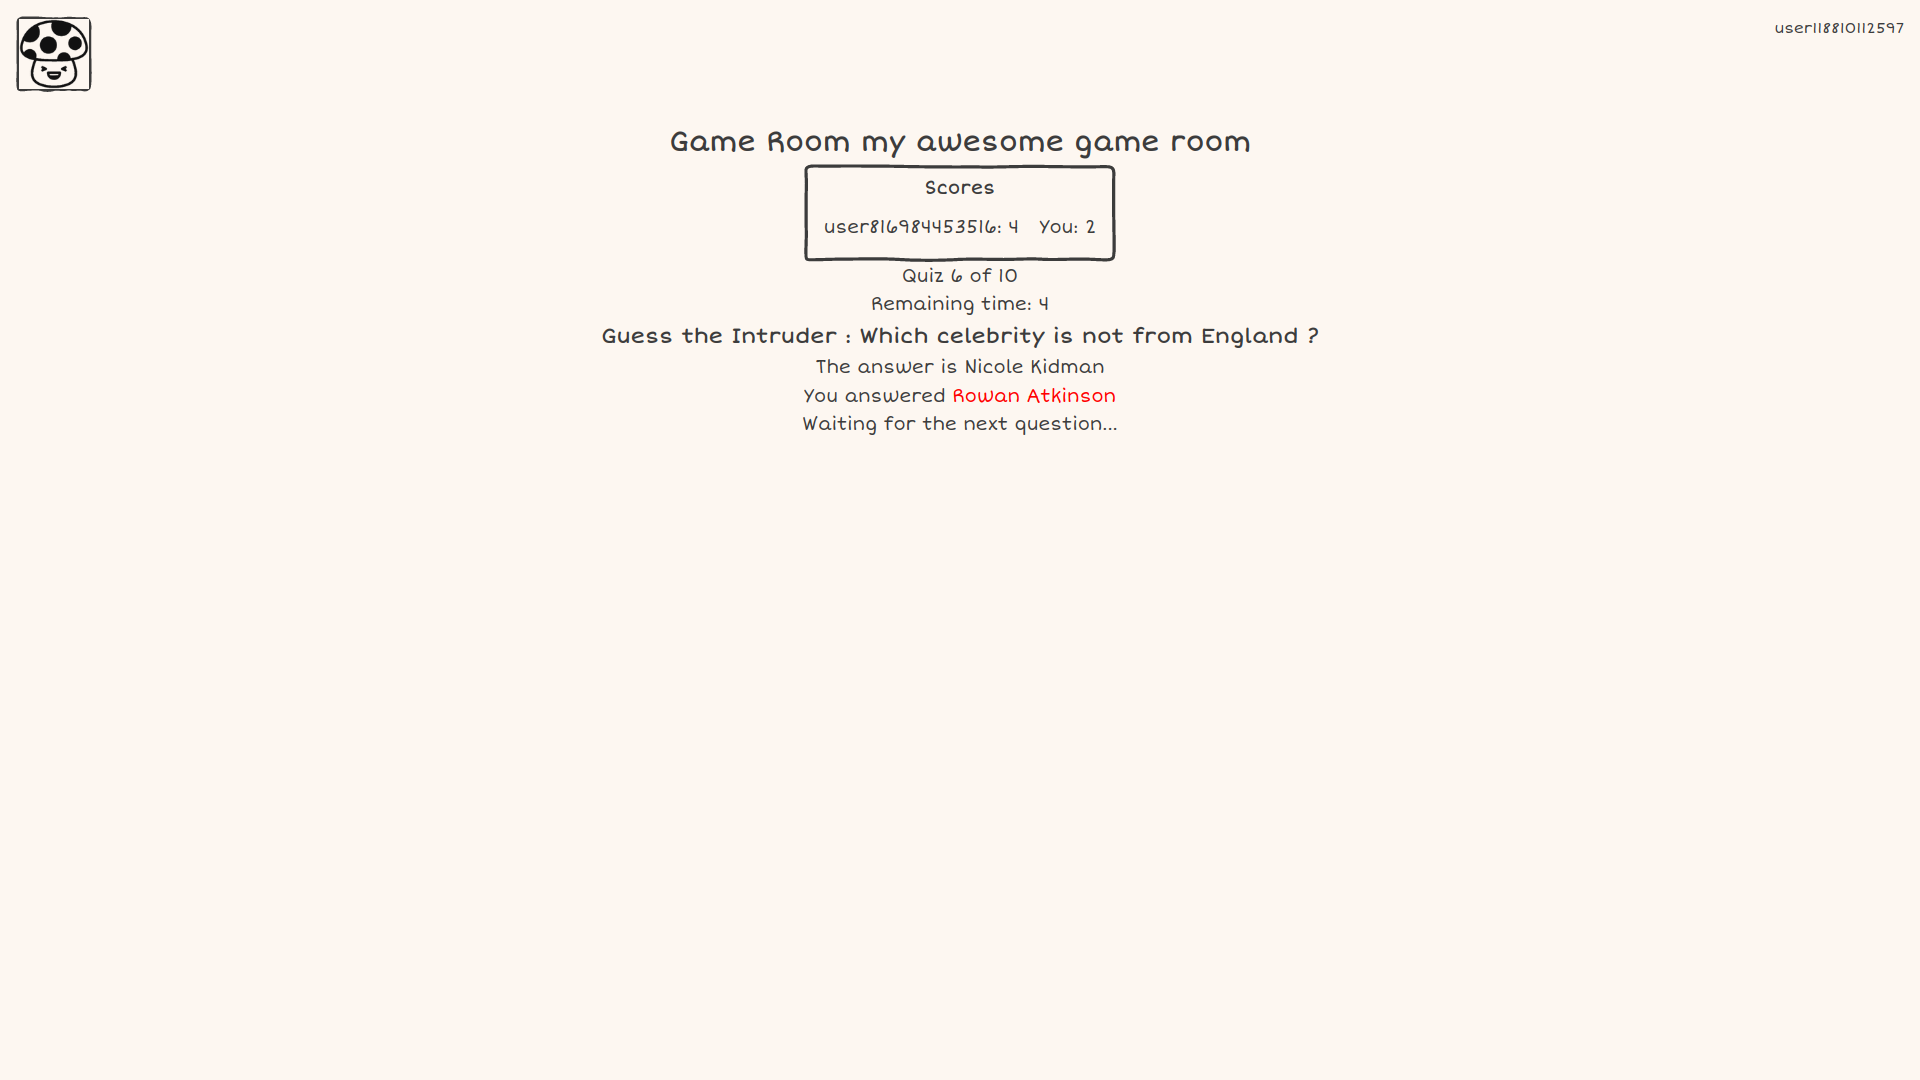 user118810112597
Game Room my awesome game room
Scores
user816984453516: 4 You: 2
Quiz 6 of 10
Remaining time: 4
Guess the Intruder : Which celebrity is not from England ?
The answer is Nicole Kidman
You answered Rowan Atkinson
Waiting for the next question...